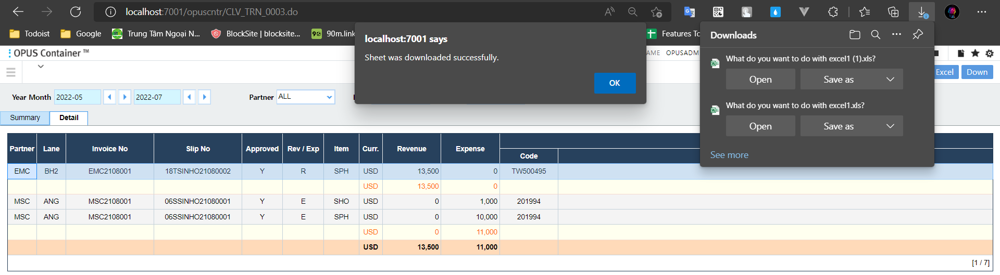 localhost:7001/opuscntr/CLV_TRN_0003.do
Todoist Google Trung Tâm Ngoại N... BlockSite | blocksite... 90m.link Features To
localhost:7001 says
Sheet was downloaded successfully.
OK
Downloads
What do you want to do with excel1 (1).xls?
Open Save as
What do you want to do with excel1.xls?
Open Save as
See more
OPUS Container ™
AME OPUSADM
Excel Down
Year Month 2022-05 2022-07 Partner ALL
Summary Detail
Partner Lane Invoice No Slip No Approved Rev / Exp Item Curr. Revenue Expense
Code
EMC BH2 EMC2108001 18TSINHO21080002 Y R SPH USD 13,500 0 TW500495
USD 13,500 0
MSC ANG MSC2108001 06SSINHO21080001 Y E SHO USD 0 1,000 201994
MSC ANG MSC2108001 06SSINHO21080001 Y E SPH USD 0 10,000 201994
USD 0 11,000
USD 13,500 11,000
[1 / 7]